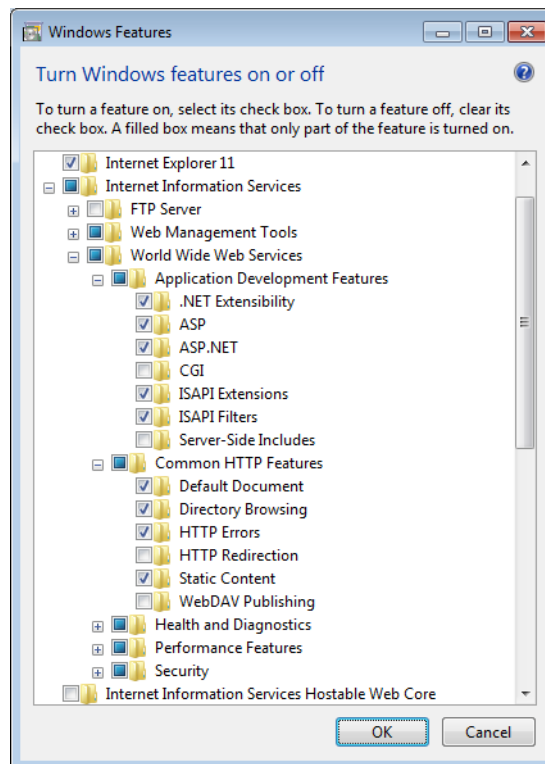 Windows Features
Turn Windows features on or off
To turn a feature on, select its check box. To turn a feature off, clear its
check box. A filled box means that only part of the feature is turned on.
Internet Explorer 11
Internet Information Services
FTP Server
Web Management Tools
World Wide Web Services
Application Development Features
.NET Extensibility
ASP
ASP.NET
CGI
ISAPI Extensions
ISAPI Filters
Server-Side Includes
Common HTTP Features
Default Document
Directory Browsing
HTTP Errors
HTTP Redirection
Static Content
WebDAV Publishing
Health and Diagnostics
Performance Features
Security
Internet Information Services Hostable Web Core
OK Cancel